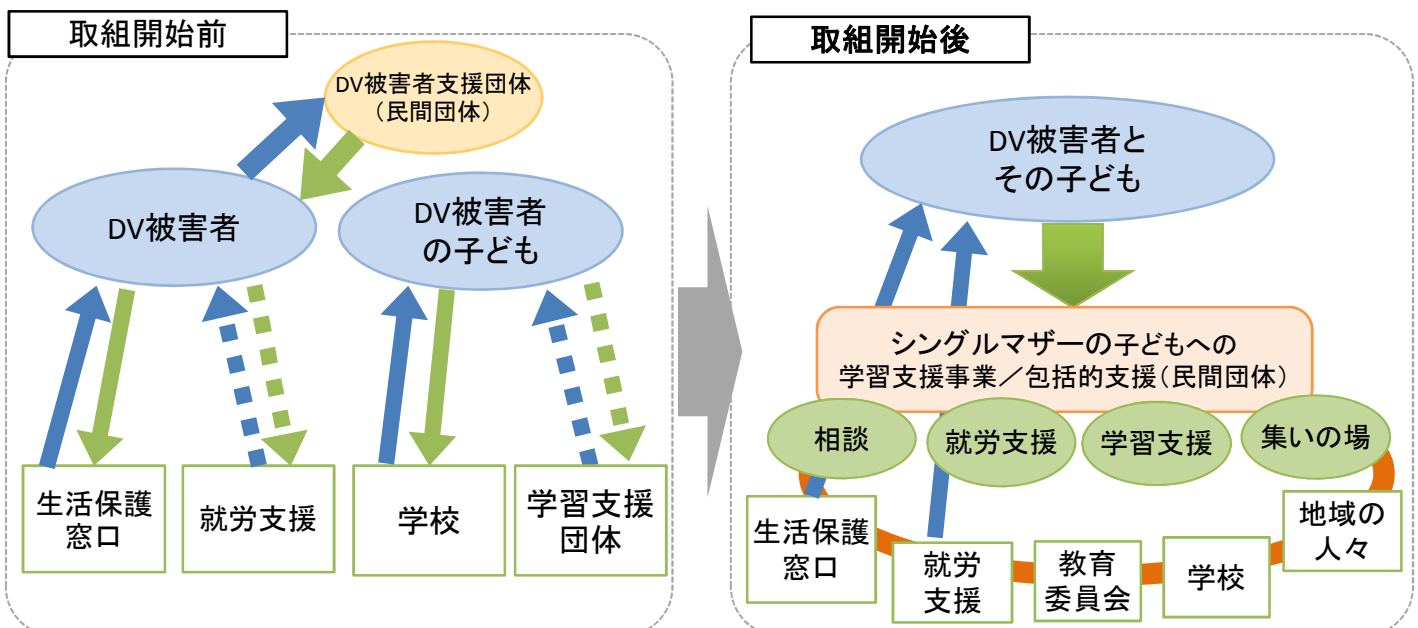 取組開始前
DV被害者支援団体
（民間団体）
DV被害者
DV被害者
の子ども
生活保護
窓口
就労支援
学校
学習支援
団体
取組開始後
DV被害者と
その子ども
シングルマザーの子どもへの
学習支援事業／包括的支援（民間団体）
相談
就労支援
学習支援
集いの場
生活保護
窓口
就労
支援
教育
委員会
学校
地域の
人々